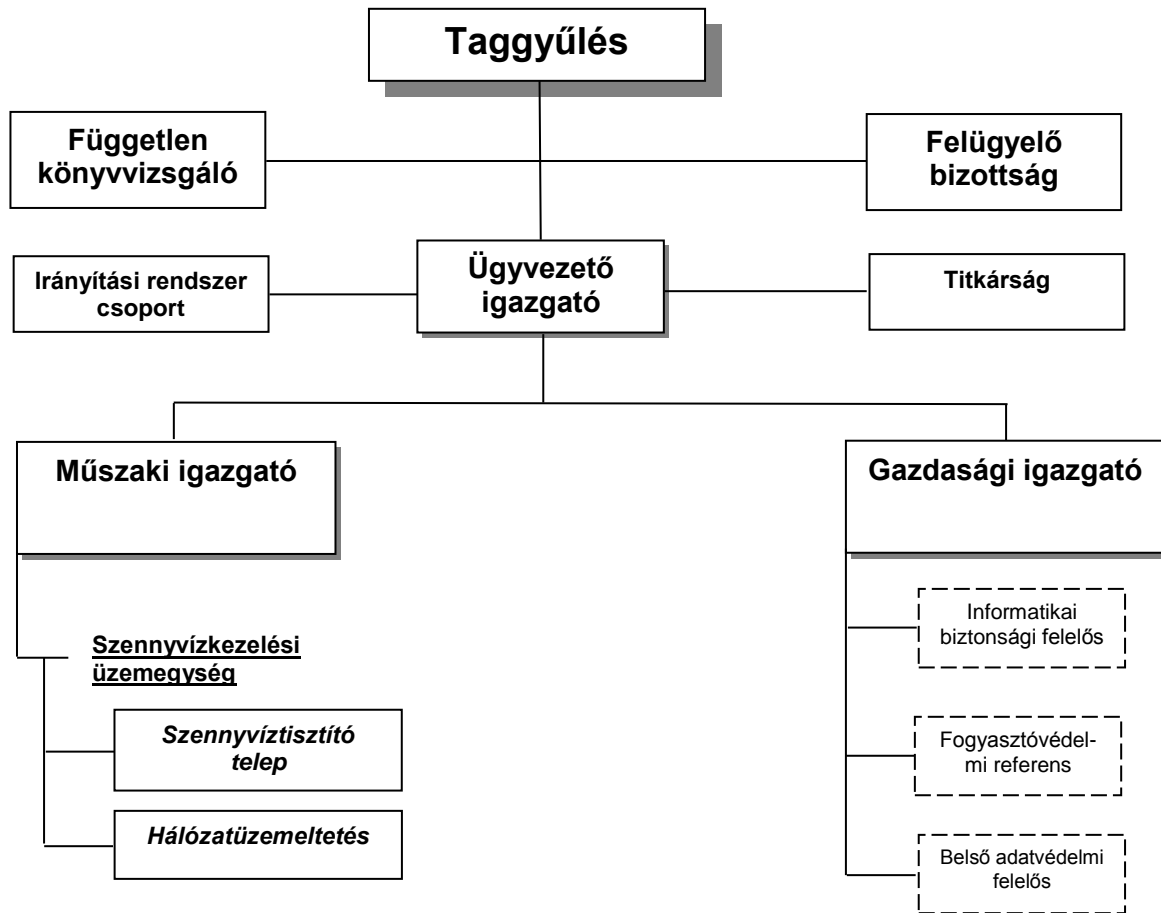 Taggyűlés
Független
könyvvizsgáló
Felügyelő
bizottság
Irányítási rendszer
csoport
Ügyvezető
igazgató
Titkárság
Műszaki igazgató
Gazdasági igazgató
Informatikai
biztonsági felelős
Szennyvízkezelési
üzemegység
Szennyvíztisztító
telep
Fogyasztóvédel-
mi referens
Hálózatüzemeltetés
Belső adatvédelmi
felelős